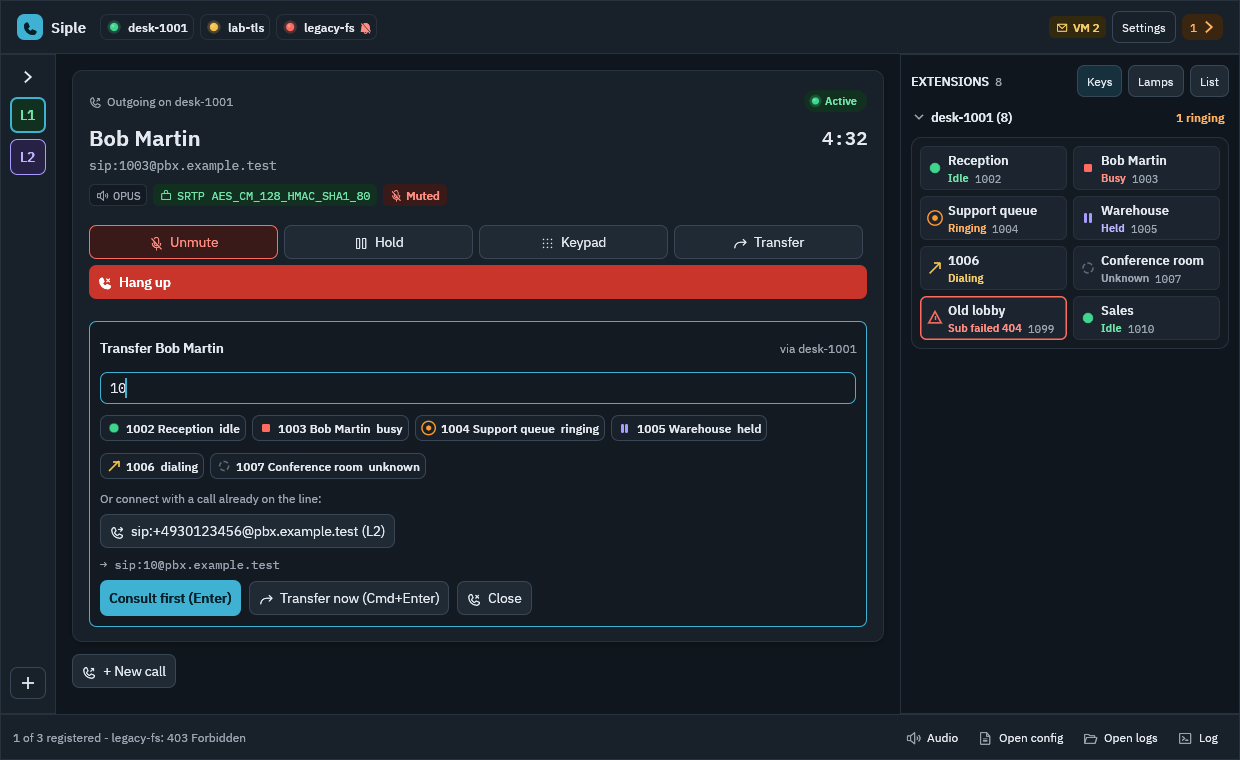 Siple desk-1001 lab-tls legacy-fs VM 2 Settings 1
L1
L2
Outgoing on desk-1001 Active
Bob Martin 4:32
sip:1003@pbx.example.test
OPUS SRTP AES_CM_128_HMAC_SHA1_80 Muted
Unmute Hold Keypad Transfer
Hang up
Transfer Bob Martin via desk-1001
10
1002 Reception idle 1003 Bob Martin busy 1004 Support queue ringing 1005 Warehouse held
1006 dialing 1007 Conference room unknown
Or connect with a call already on the line:
sip:+4930123456@pbx.example.test (L2)
→ sip:10@pbx.example.test
Consult first (Enter) Transfer now (Cmd+Enter) Close
+ New call
EXTENSIONS 8 Keys Lamps List
desk-1001 (8) 1 ringing
Reception
Idle 1002
Bob Martin
Busy 1003
Support queue
Ringing 1004
Warehouse
Held 1005
1006
Dialing
Conference room
Unknown 1007
Old lobby
Sub failed 404 1099
Sales
Idle 1010
+
1 of 3 registered - legacy-fs: 403 Forbidden Audio Open config Open logs Log